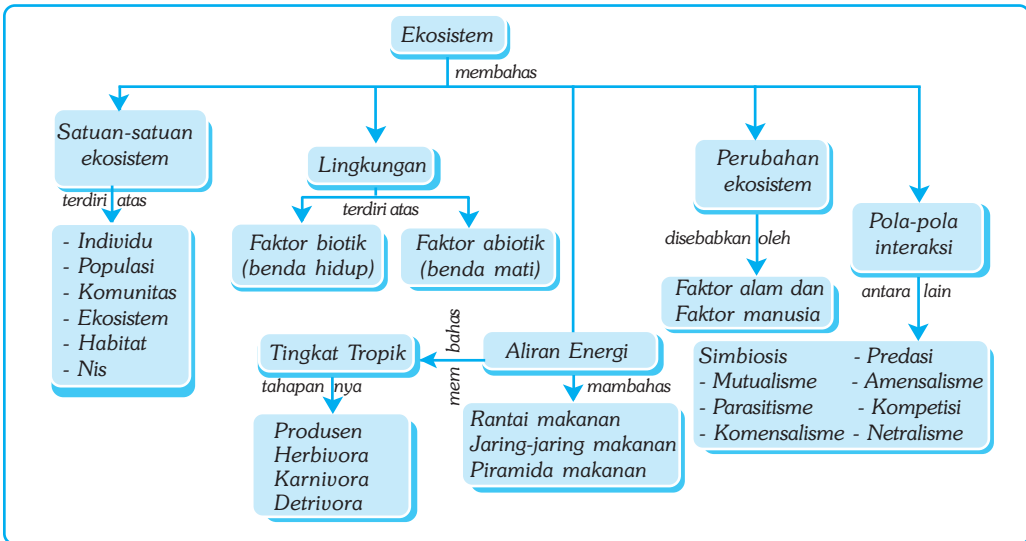 Ekosistem
membahas
Satuan-satuan
ekosistem
terdiri atas
- Individu
- Populasi
- Komunitas
- Ekosistem
- Habitat
- Nis
Lingkungan
terdiri atas
Faktor biotik
(benda hidup)
Faktor abiotik
(benda mati)
Aliran Energi
mem bahas
Tingkat Tropik
tahapan nya
Produsen
Herbivora
Karnivora
Detrivora
mambahas
Rantai makanan
Jaring-jaring makanan
Piramida makanan
Perubahan
ekosistem
disebabkan oleh
Faktor alam dan
Faktor manusia
Pola-pola
interaksi
antara lain
Simbiosis
- Mutualisme
- Parasitisme
- Komensalisme
- Predasi
- Amensalisme
- Kompetisi
- Netralisme